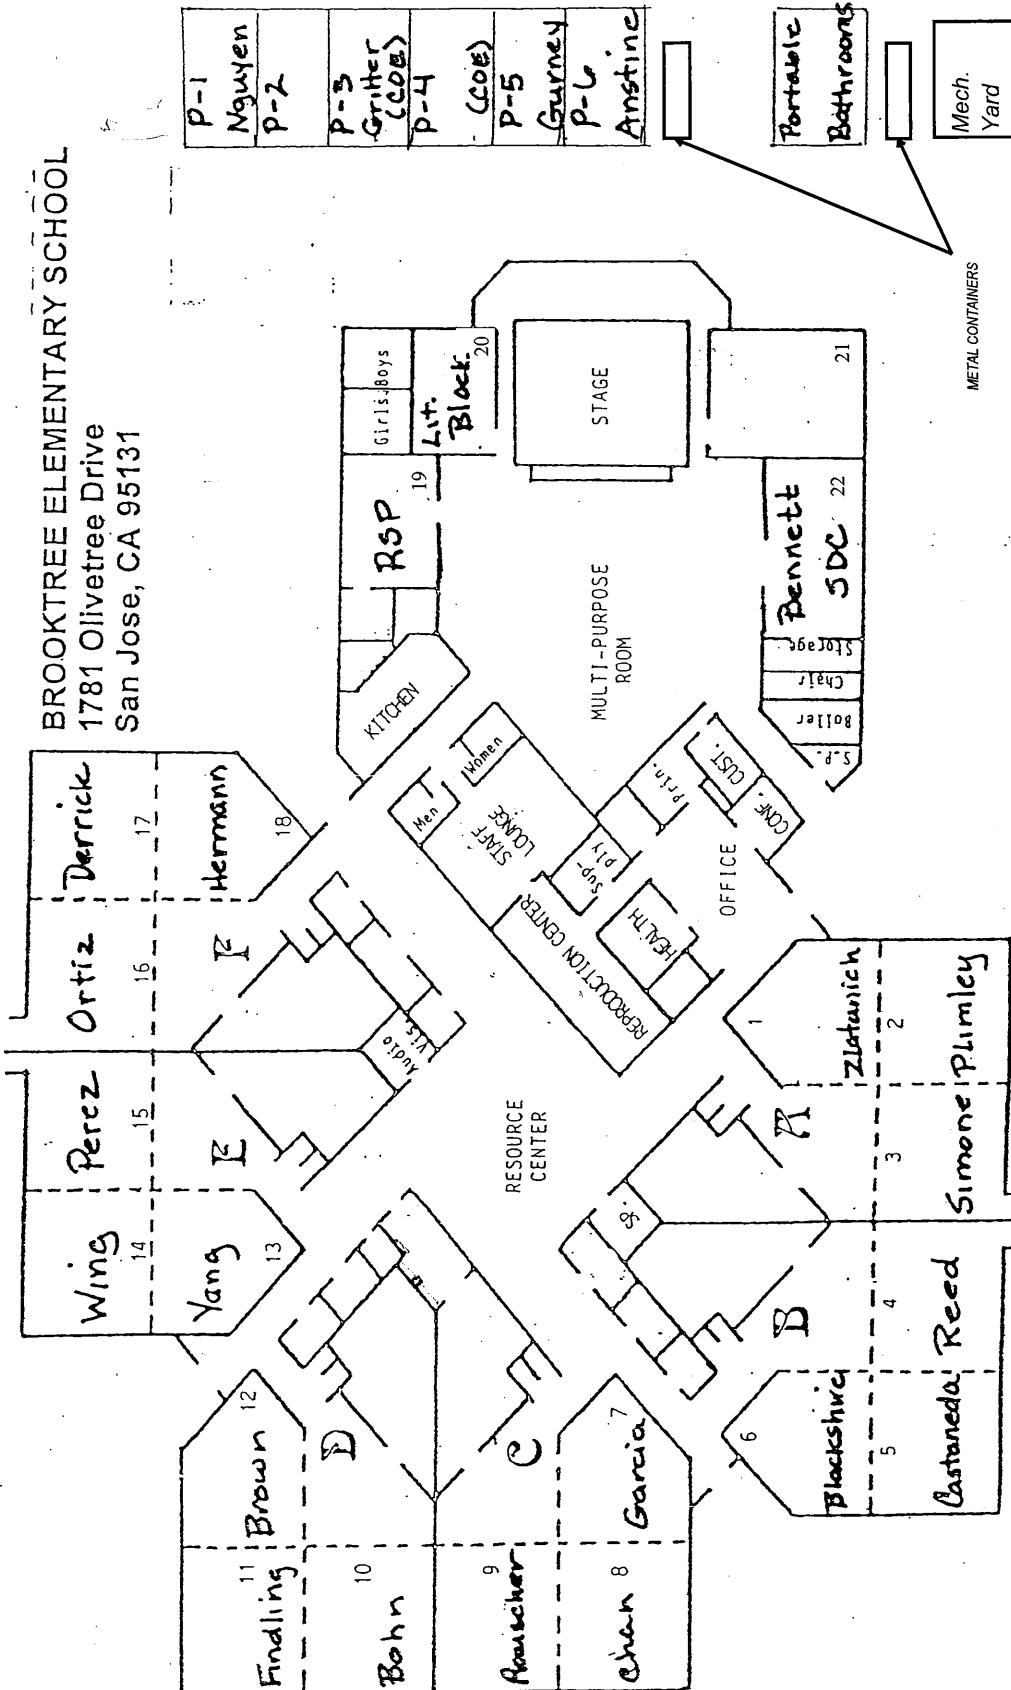 BROOKTREE ELEMENTARY SCHOOL
1781 Olivetree Drive
San Jose, CA 95131
P-1
Nguyen
P-2
P-3
Gritter
(COE)
P-4
(COE)
P-5
Gurney
P-6
Anstine
Portable
Bathrooms
Mech.
Yard
METAL CONTAINERS
Girls
Boys
Lit.
Block
20
RSP
19
KITCHEN
STAGE
MULTI-PURPOSE
ROOM
21
Bennett
SDC
22
Storage
Chair
Boiler
S.P.
Men
Women
STAFF
LOUNGE
Sup-
ply
Prin.
CUST.
CONF.
OFFICE
HEALTH
REPRODUCTION CENTER
RESOURCE
CENTER
Derrick
17
Hermann
18
Ortiz
16
F
Perez
15
E
Wing
14
Yang
13
Audio
Vis.
Brown
12
Findling
11
D
Bohn
10
C
9
Chan
8
Garcia
7
Blackshire
6
Castaneda
5
B
Reed
4
Simone
3
A
Plimley
2
Zlatunich
1